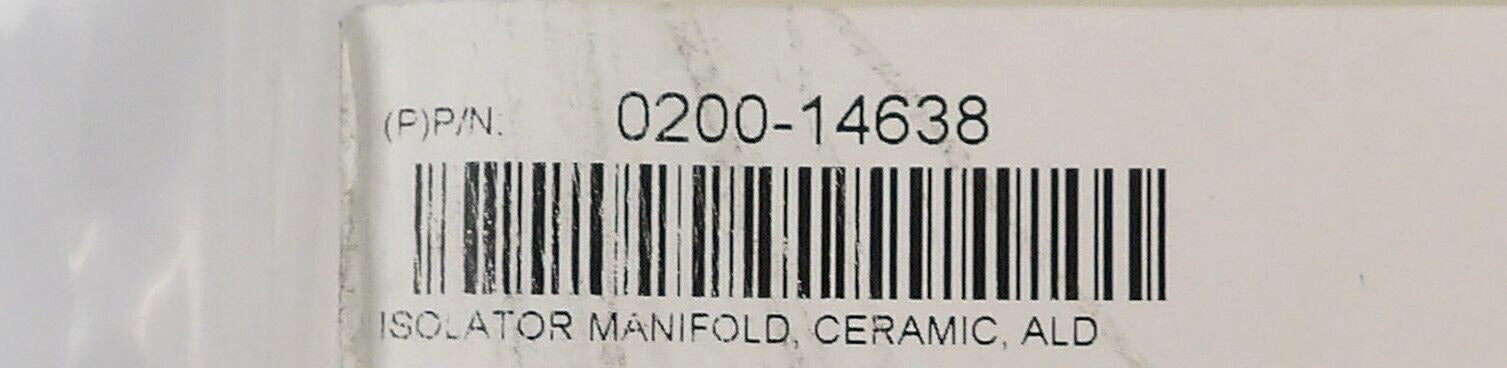 (P)P/N. 0200-14638
ISOLATOR MANIFOLD, CERAMIC, ALD